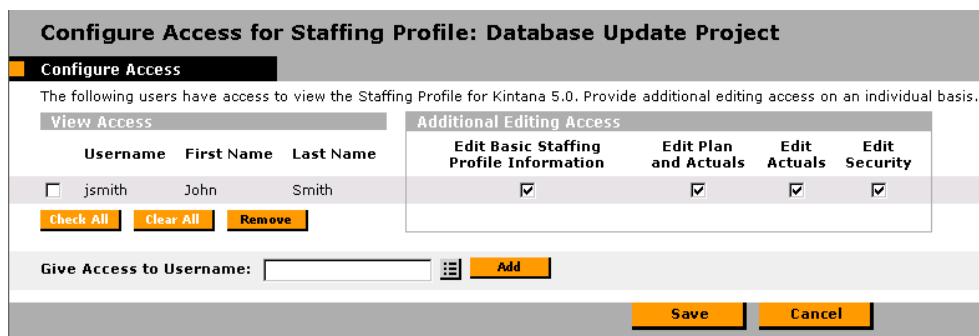 Configure Access for Staffing Profile: Database Update Project
Configure Access
The following users have access to view the Staffing Profile for Kintana 5.0. Provide additional editing access on an individual basis.
View Access
Additional Editing Access
Username First Name Last Name
Edit Basic Staffing Profile Information
Edit Plan and Actuals
Edit Actuals
Edit Security
jsmith John Smith
Check All Clear All Remove
Give Access to Username: Add
Save Cancel